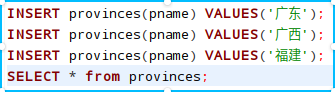 INSERT provinces(pname) VALUES('广东');
INSERT provinces(pname) VALUES('广西');
INSERT provinces(pname) VALUES('福建');
SELECT * from provinces;